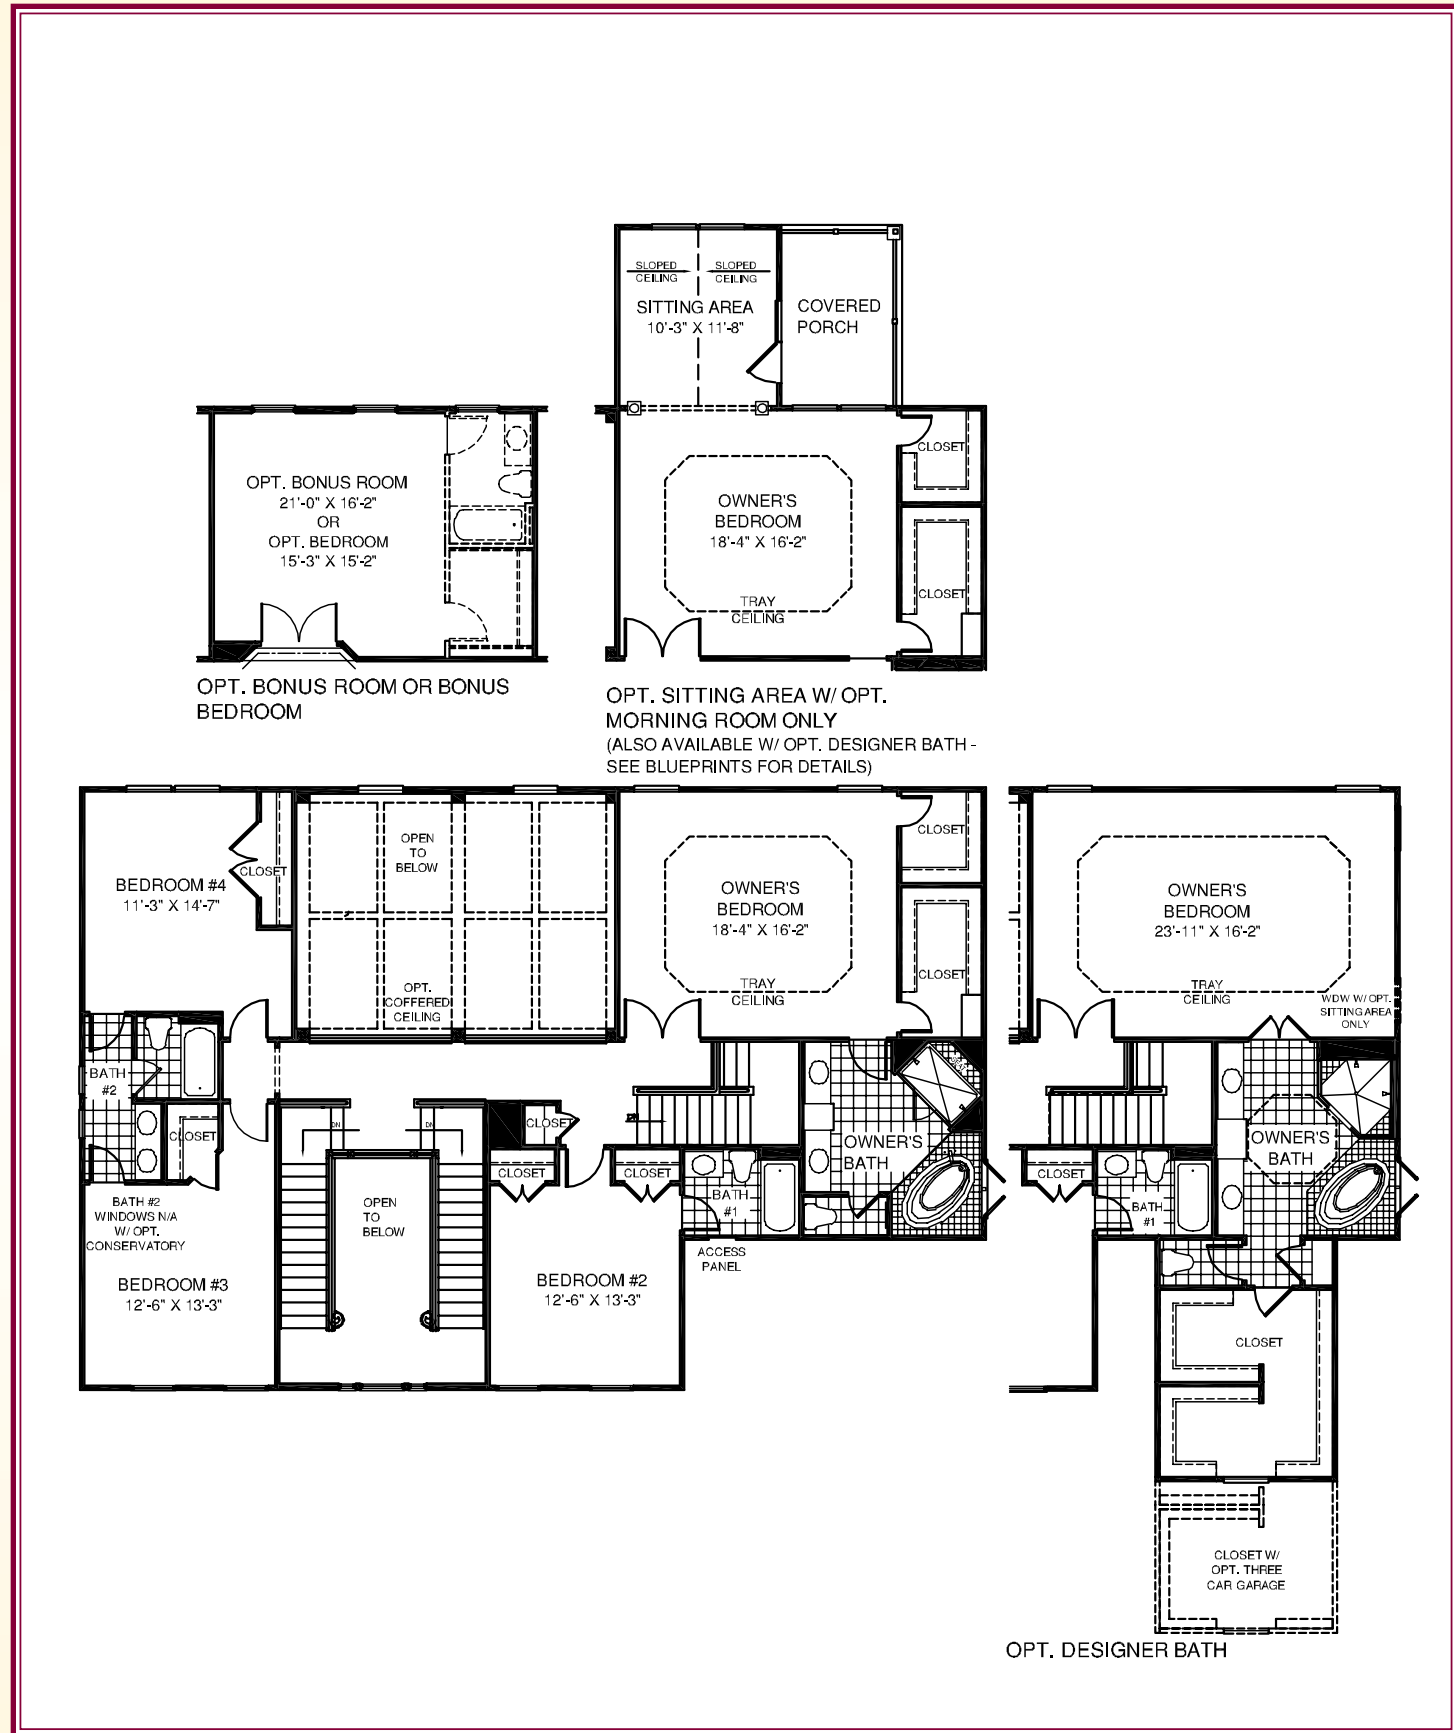 SLOPED
CEILING
SLOPED
CEILING
SITTING AREA
10'-3" X 11'-8"
COVERED
PORCH
OPT. BONUS ROOM
21'-0" X 16'-2"
OR
OPT. BEDROOM
15'-3" X 15'-2"
OPT. BONUS ROOM OR BONUS
BEDROOM
CLOSET
OWNER'S
BEDROOM
18'-4" X 16'-2"
CLOSET
TRAY
CEILING
OPT. SITTING AREA W/ OPT.
MORNING ROOM ONLY
(ALSO AVAILABLE W/ OPT. DESIGNER BATH -
SEE BLUEPRINTS FOR DETAILS)
BEDROOM #4
11'-3" X 14'-7"
CLOSET
OPEN
TO
BELOW
OPT.
COFFERED
CEILING
OWNER'S
BEDROOM
18'-4" X 16'-2"
TRAY
CEILING
CLOSET
CLOSET
OWNER'S
BEDROOM
23'-11" X 16'-2"
TRAY
CEILING
WDW W/ OPT.
SITTING AREA
ONLY
BATH
#2
CLOSET
BATH #2
WINDOWS N/A
W/ OPT.
CONSERVATORY
BEDROOM #3
12'-6" X 13'-3"
DN
DN
OPEN
TO
BELOW
CLOSET
CLOSET
CLOSET
DN
BEDROOM #2
12'-6" X 13'-3"
BATH
#1
ACCESS
PANEL
SEAT
OWNER'S
BATH
CLOSET
BATH
#1
OWNER'S
BATH
CLOSET
CLOSET W/
OPT. THREE
CAR GARAGE
OPT. DESIGNER BATH